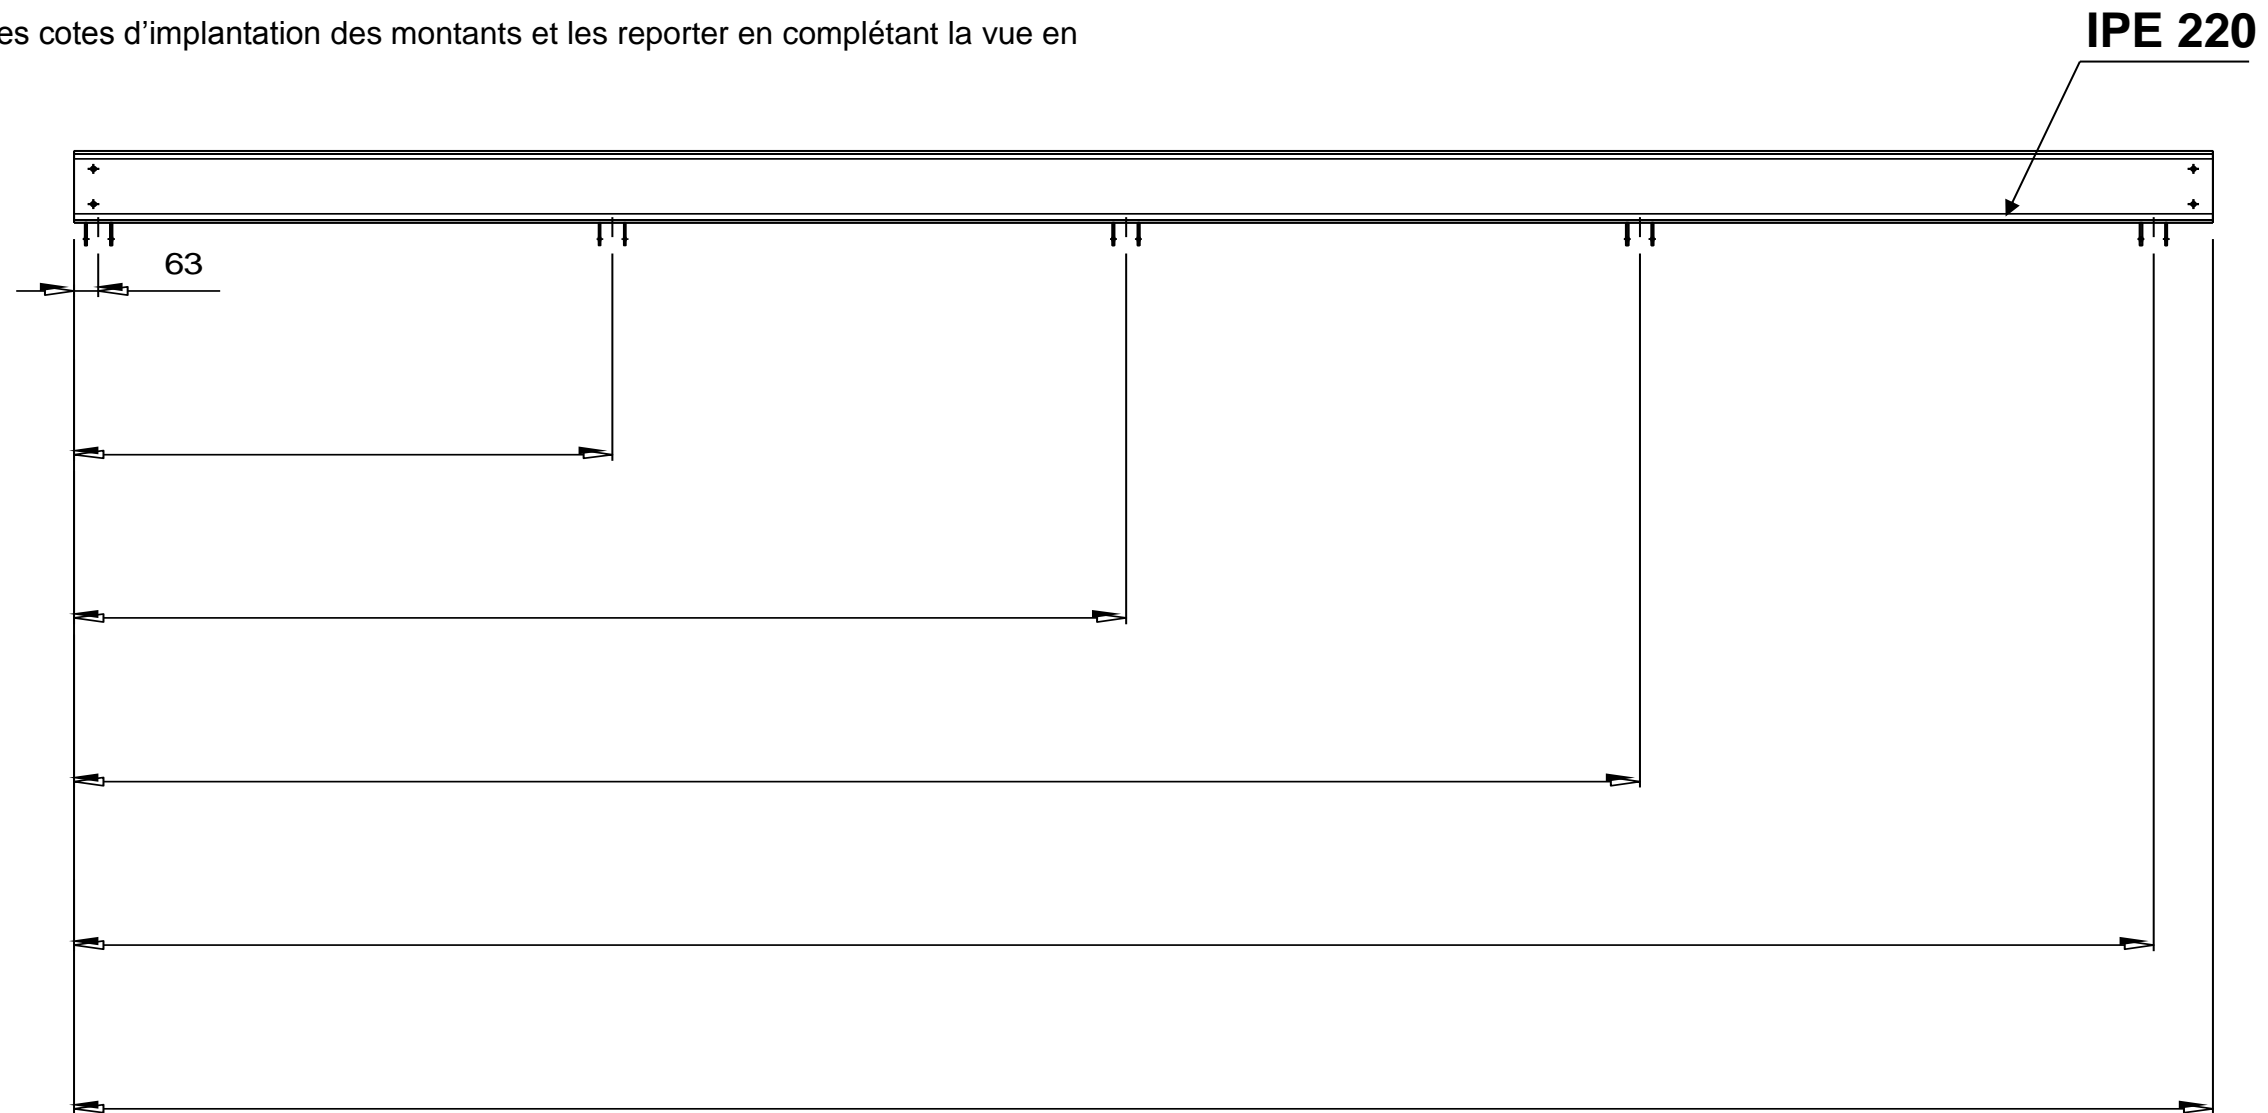 es cotes d’implantation des montants et les reporter en complétant la vue en
IPE 220
63